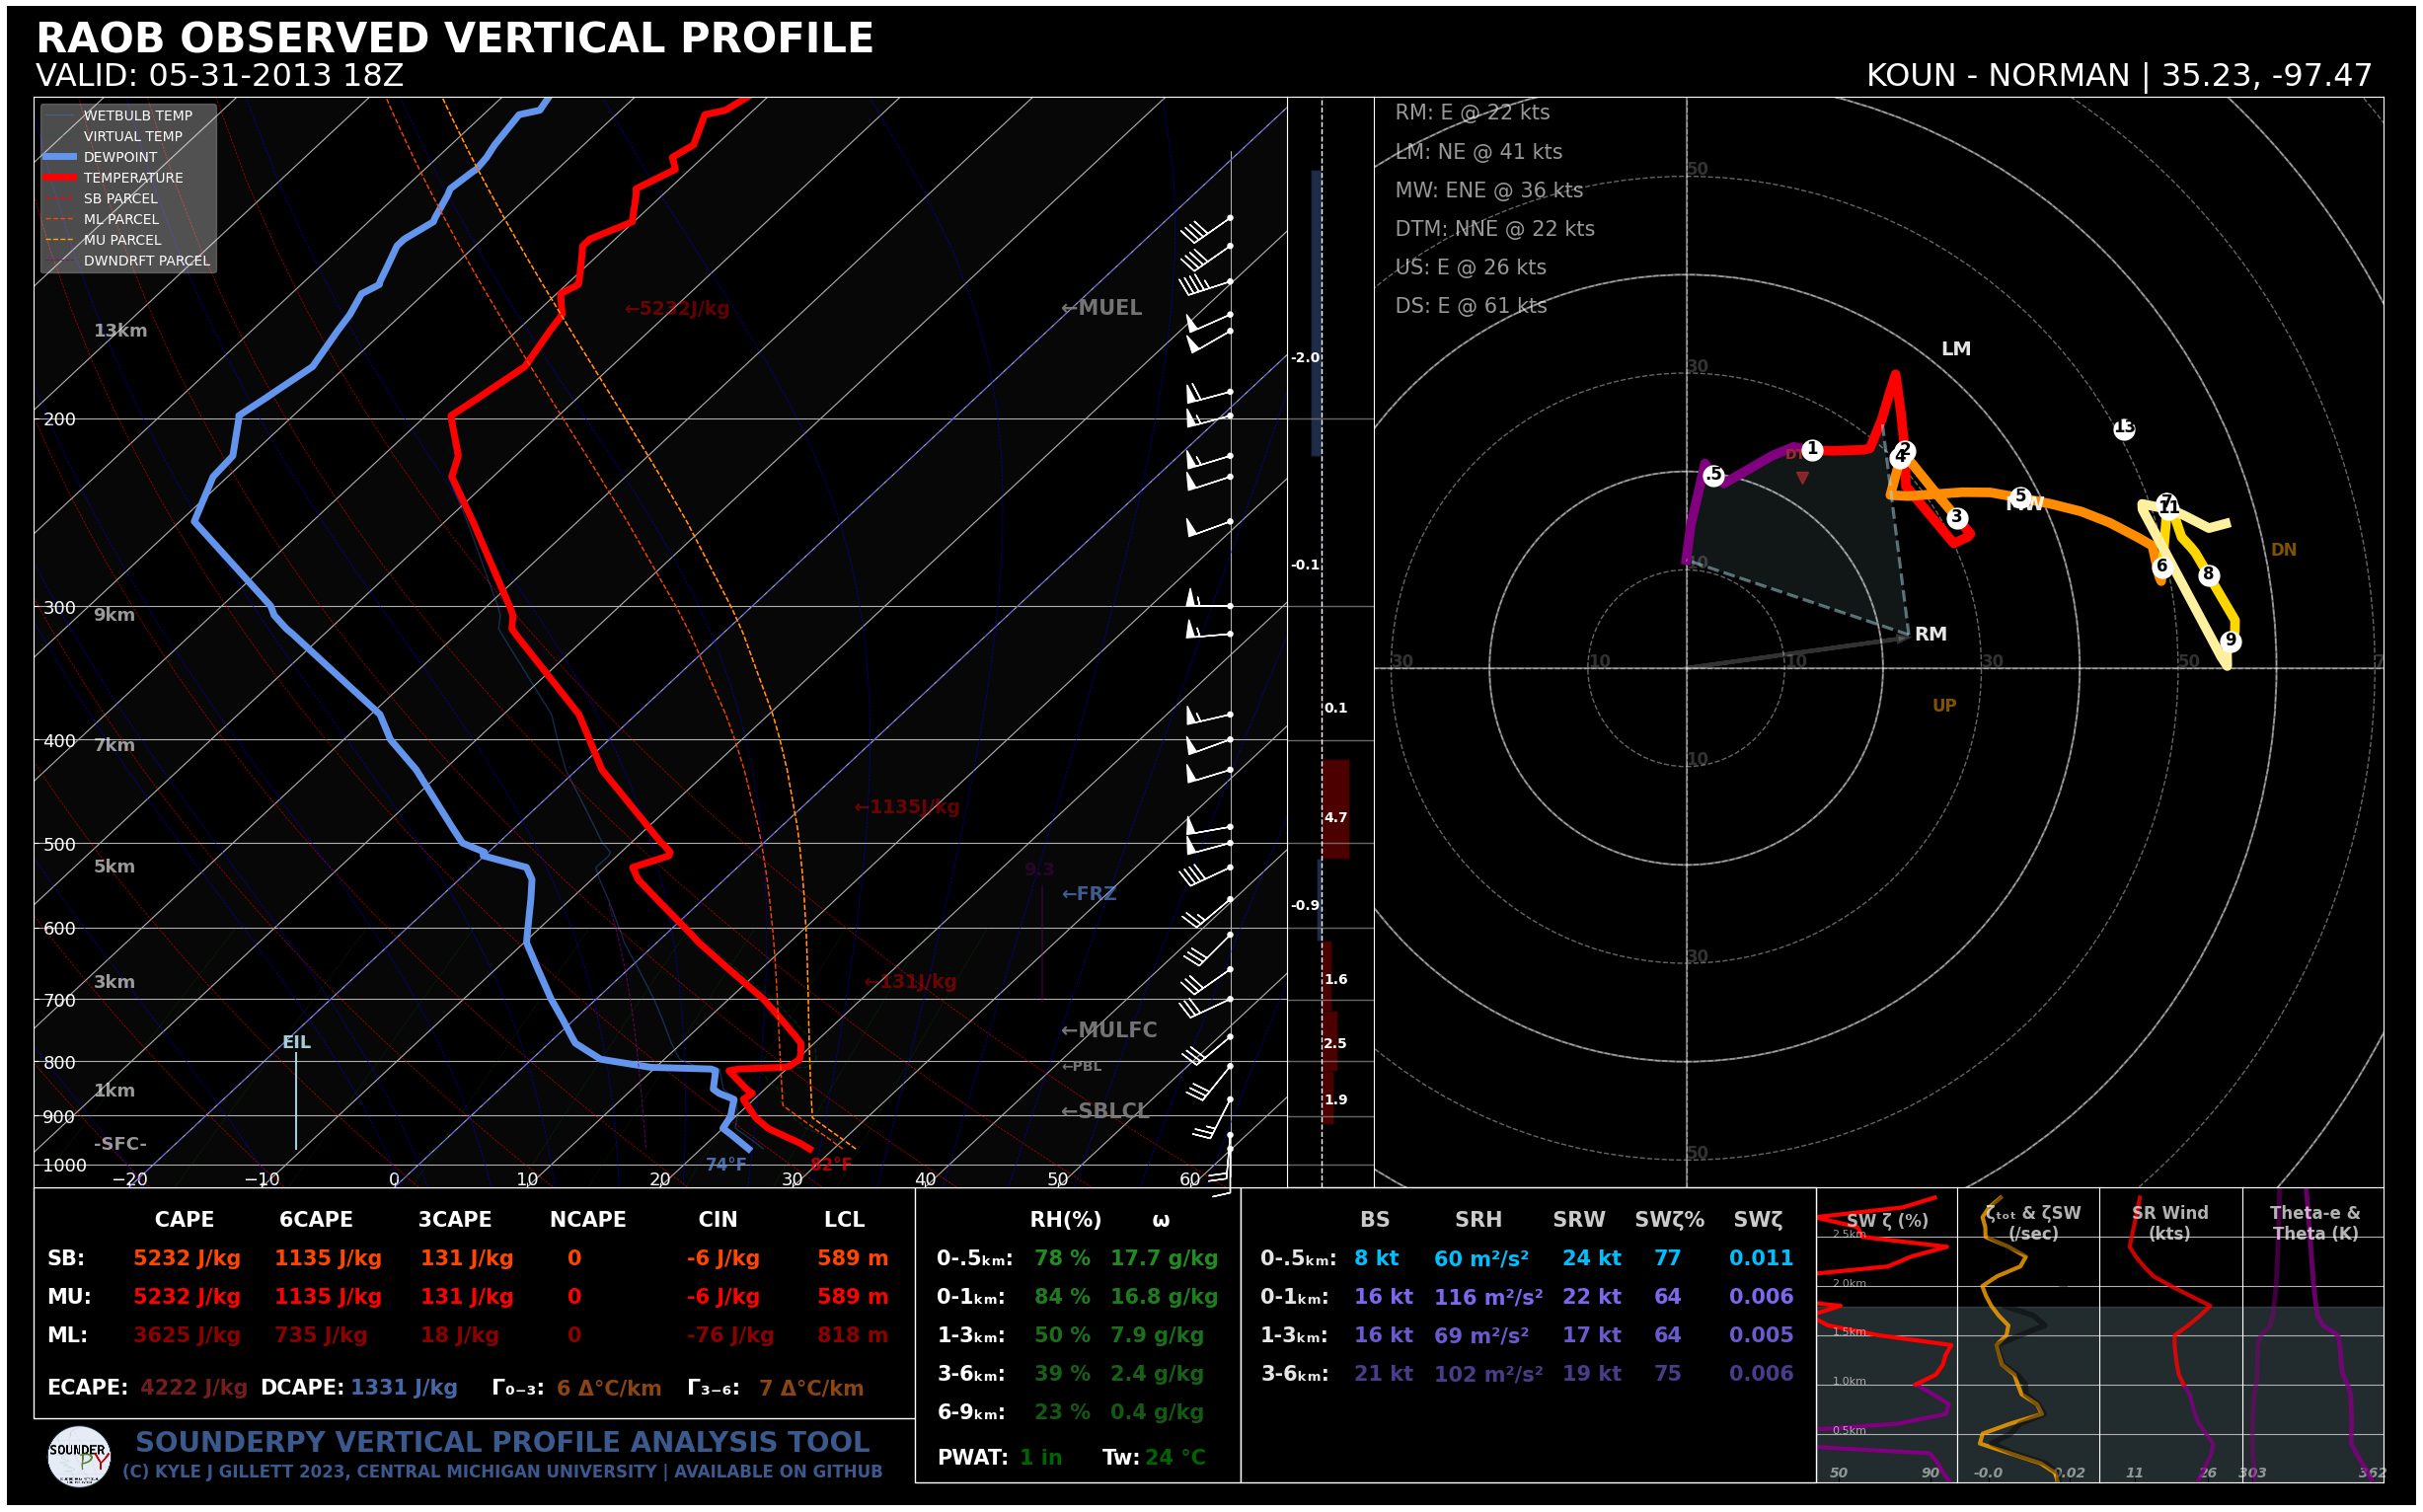 RAOB OBSERVED VERTICAL PROFILE
VALID: 05-31-2013 18Z
KOUN - NORMAN | 35.23, -97.47
WETBULB TEMP
VIRTUAL TEMP
DEWPOINT
TEMPERATURE
SB PARCEL
ML PARCEL
MU PARCEL
DWNDRFT PARCEL
13km
200
300
9km
400
7km
500
5km
600
3km
700
800
1km
900
-SFC-
1000
EIL
←5232J/kg
←1135J/kg
←131J/kg
9.3
←MUEL
←FRZ
←MULFC
←PBL
←SBLCL
74°F
82°F
−20 −10 0 10 20 30 40 50 60
-2.0
-0.1
0.1
4.7
-0.9
1.6
2.5
1.9
RM: E @ 22 kts
LM: NE @ 41 kts
MW: ENE @ 36 kts
DTM: NNE @ 22 kts
US: E @ 26 kts
DS: E @ 61 kts
50
30
10
30 10 10 30 50 7
10
30
50
LM
RM
MW
UP
DN
.5
1
2
4
3
5
6
7
11
8
9
13
CAPE 6CAPE 3CAPE NCAPE CIN LCL
SB: 5232 J/kg 1135 J/kg 131 J/kg 0 -6 J/kg 589 m
MU: 5232 J/kg 1135 J/kg 131 J/kg 0 -6 J/kg 589 m
ML: 3625 J/kg 735 J/kg 18 J/kg 0 -76 J/kg 818 m
ECAPE: 4222 J/kg DCAPE: 1331 J/kg Γ₀₋₃: 6 Δ°C/km Γ₃₋₆: 7 Δ°C/km
RH(%) ω
0-.5ₖₘ: 78 % 17.7 g/kg
0-1ₖₘ: 84 % 16.8 g/kg
1-3ₖₘ: 50 % 7.9 g/kg
3-6ₖₘ: 39 % 2.4 g/kg
6-9ₖₘ: 23 % 0.4 g/kg
PWAT: 1 in Tw: 24 °C
BS SRH SRW SWζ% SWζ
0-.5ₖₘ: 8 kt 60 m²/s² 24 kt 77 0.011
0-1ₖₘ: 16 kt 116 m²/s² 22 kt 64 0.006
1-3ₖₘ: 16 kt 69 m²/s² 17 kt 64 0.005
3-6ₖₘ: 21 kt 102 m²/s² 19 kt 75 0.006
SW ζ (%)
2.5km
2.0km
1.5km
1.0km
0.5km
50 90
ζₜₒₜ & ζSW
(/sec)
-0.0 0.02
SR Wind
(kts)
11 26
Theta-e &
Theta (K)
303 362
SOUNDER
PY
SOUNDERPY VERTICAL PROFILE ANALYSIS TOOL
(C) KYLE J GILLETT 2023, CENTRAL MICHIGAN UNIVERSITY | AVAILABLE ON GITHUB